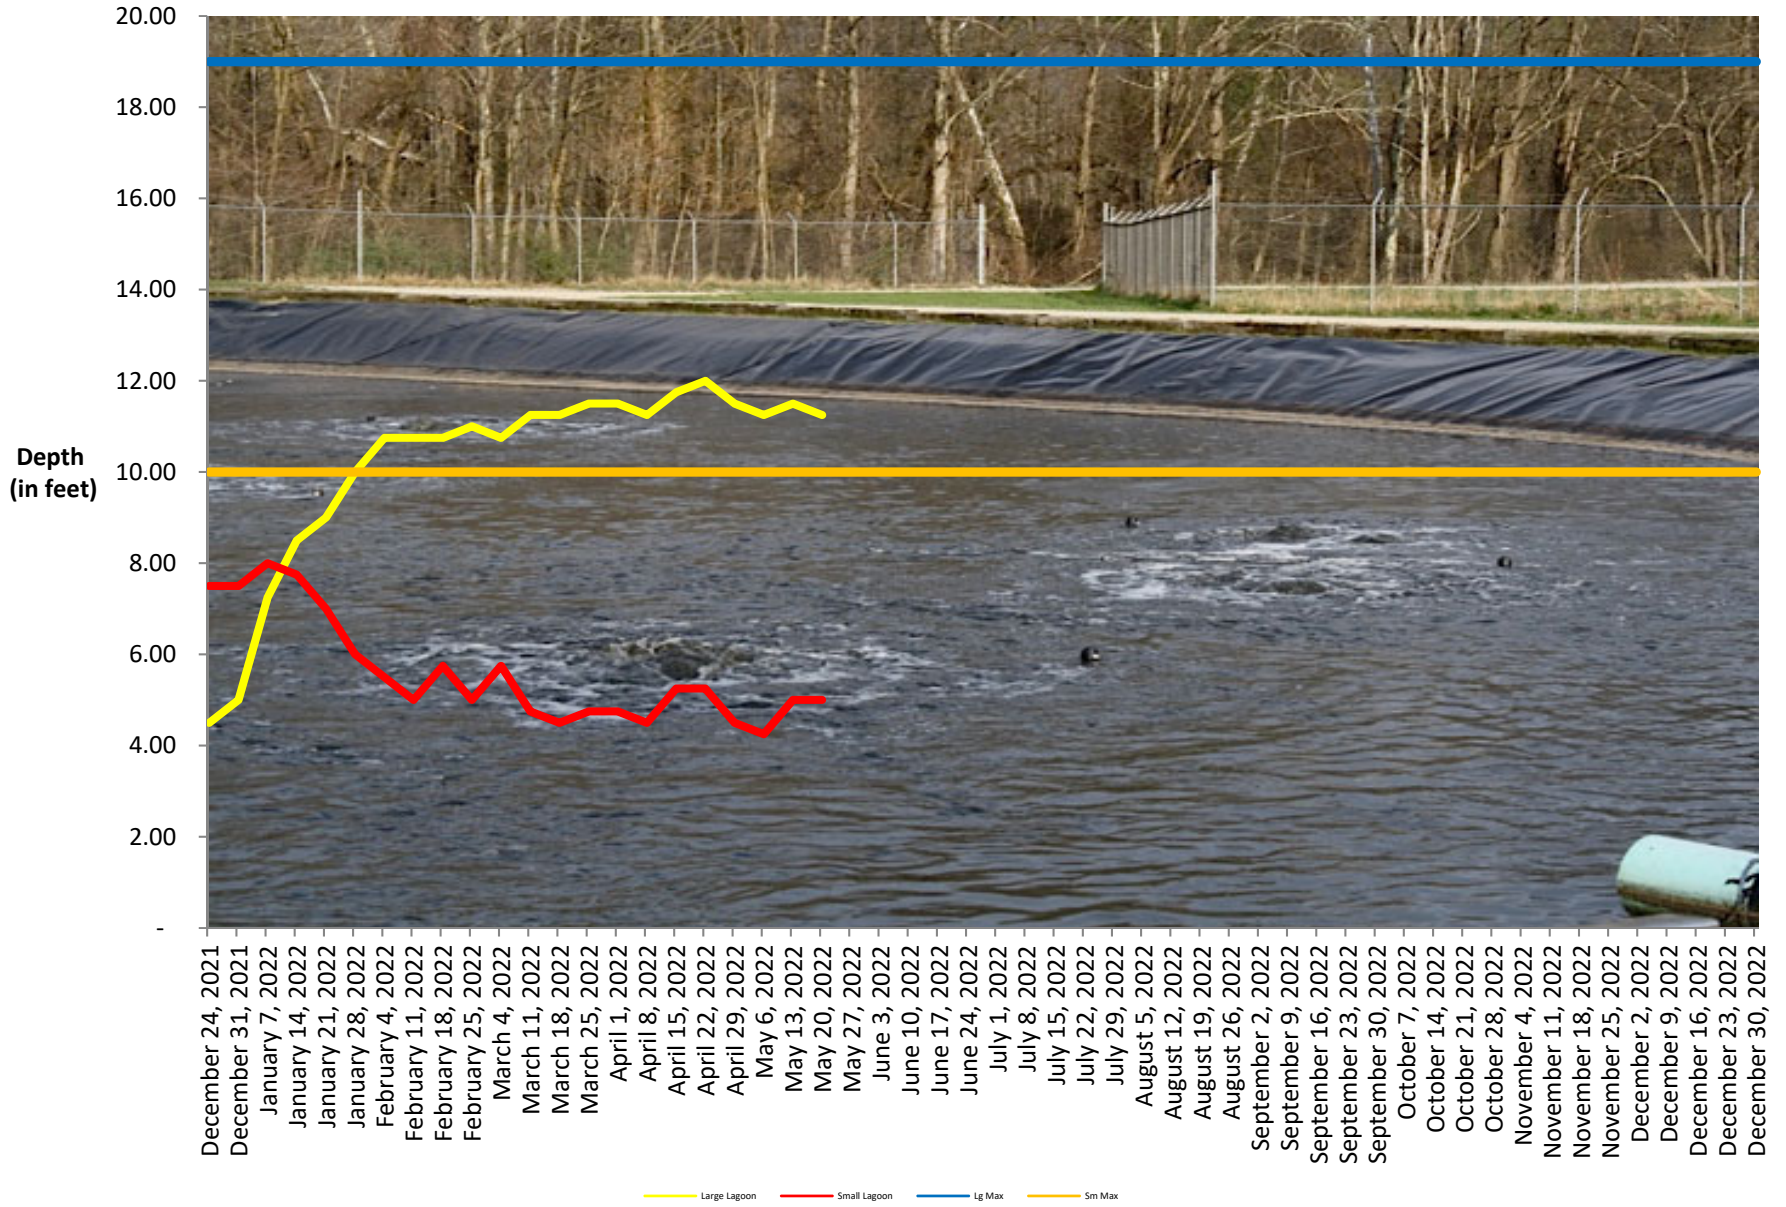 20.00
18.00
16.00
14.00
12.00
10.00
8.00
6.00
4.00
2.00
-
Depth
(in feet)
December 24, 2021
December 31, 2021
January 7, 2022
January 14, 2022
January 21, 2022
January 28, 2022
February 4, 2022
February 11, 2022
February 18, 2022
February 25, 2022
March 4, 2022
March 11, 2022
March 18, 2022
March 25, 2022
April 1, 2022
April 8, 2022
April 15, 2022
April 22, 2022
April 29, 2022
May 6, 2022
May 13, 2022
May 20, 2022
May 27, 2022
June 3, 2022
June 10, 2022
June 17, 2022
June 24, 2022
July 1, 2022
July 8, 2022
July 15, 2022
July 22, 2022
July 29, 2022
August 5, 2022
August 12, 2022
August 19, 2022
August 26, 2022
September 2, 2022
September 9, 2022
September 16, 2022
September 23, 2022
September 30, 2022
October 7, 2022
October 14, 2022
October 21, 2022
October 28, 2022
November 4, 2022
November 11, 2022
November 18, 2022
November 25, 2022
December 2, 2022
December 9, 2022
December 16, 2022
December 23, 2022
December 30, 2022
Large Lagoon
Small Lagoon
Lg Max
Sm Max